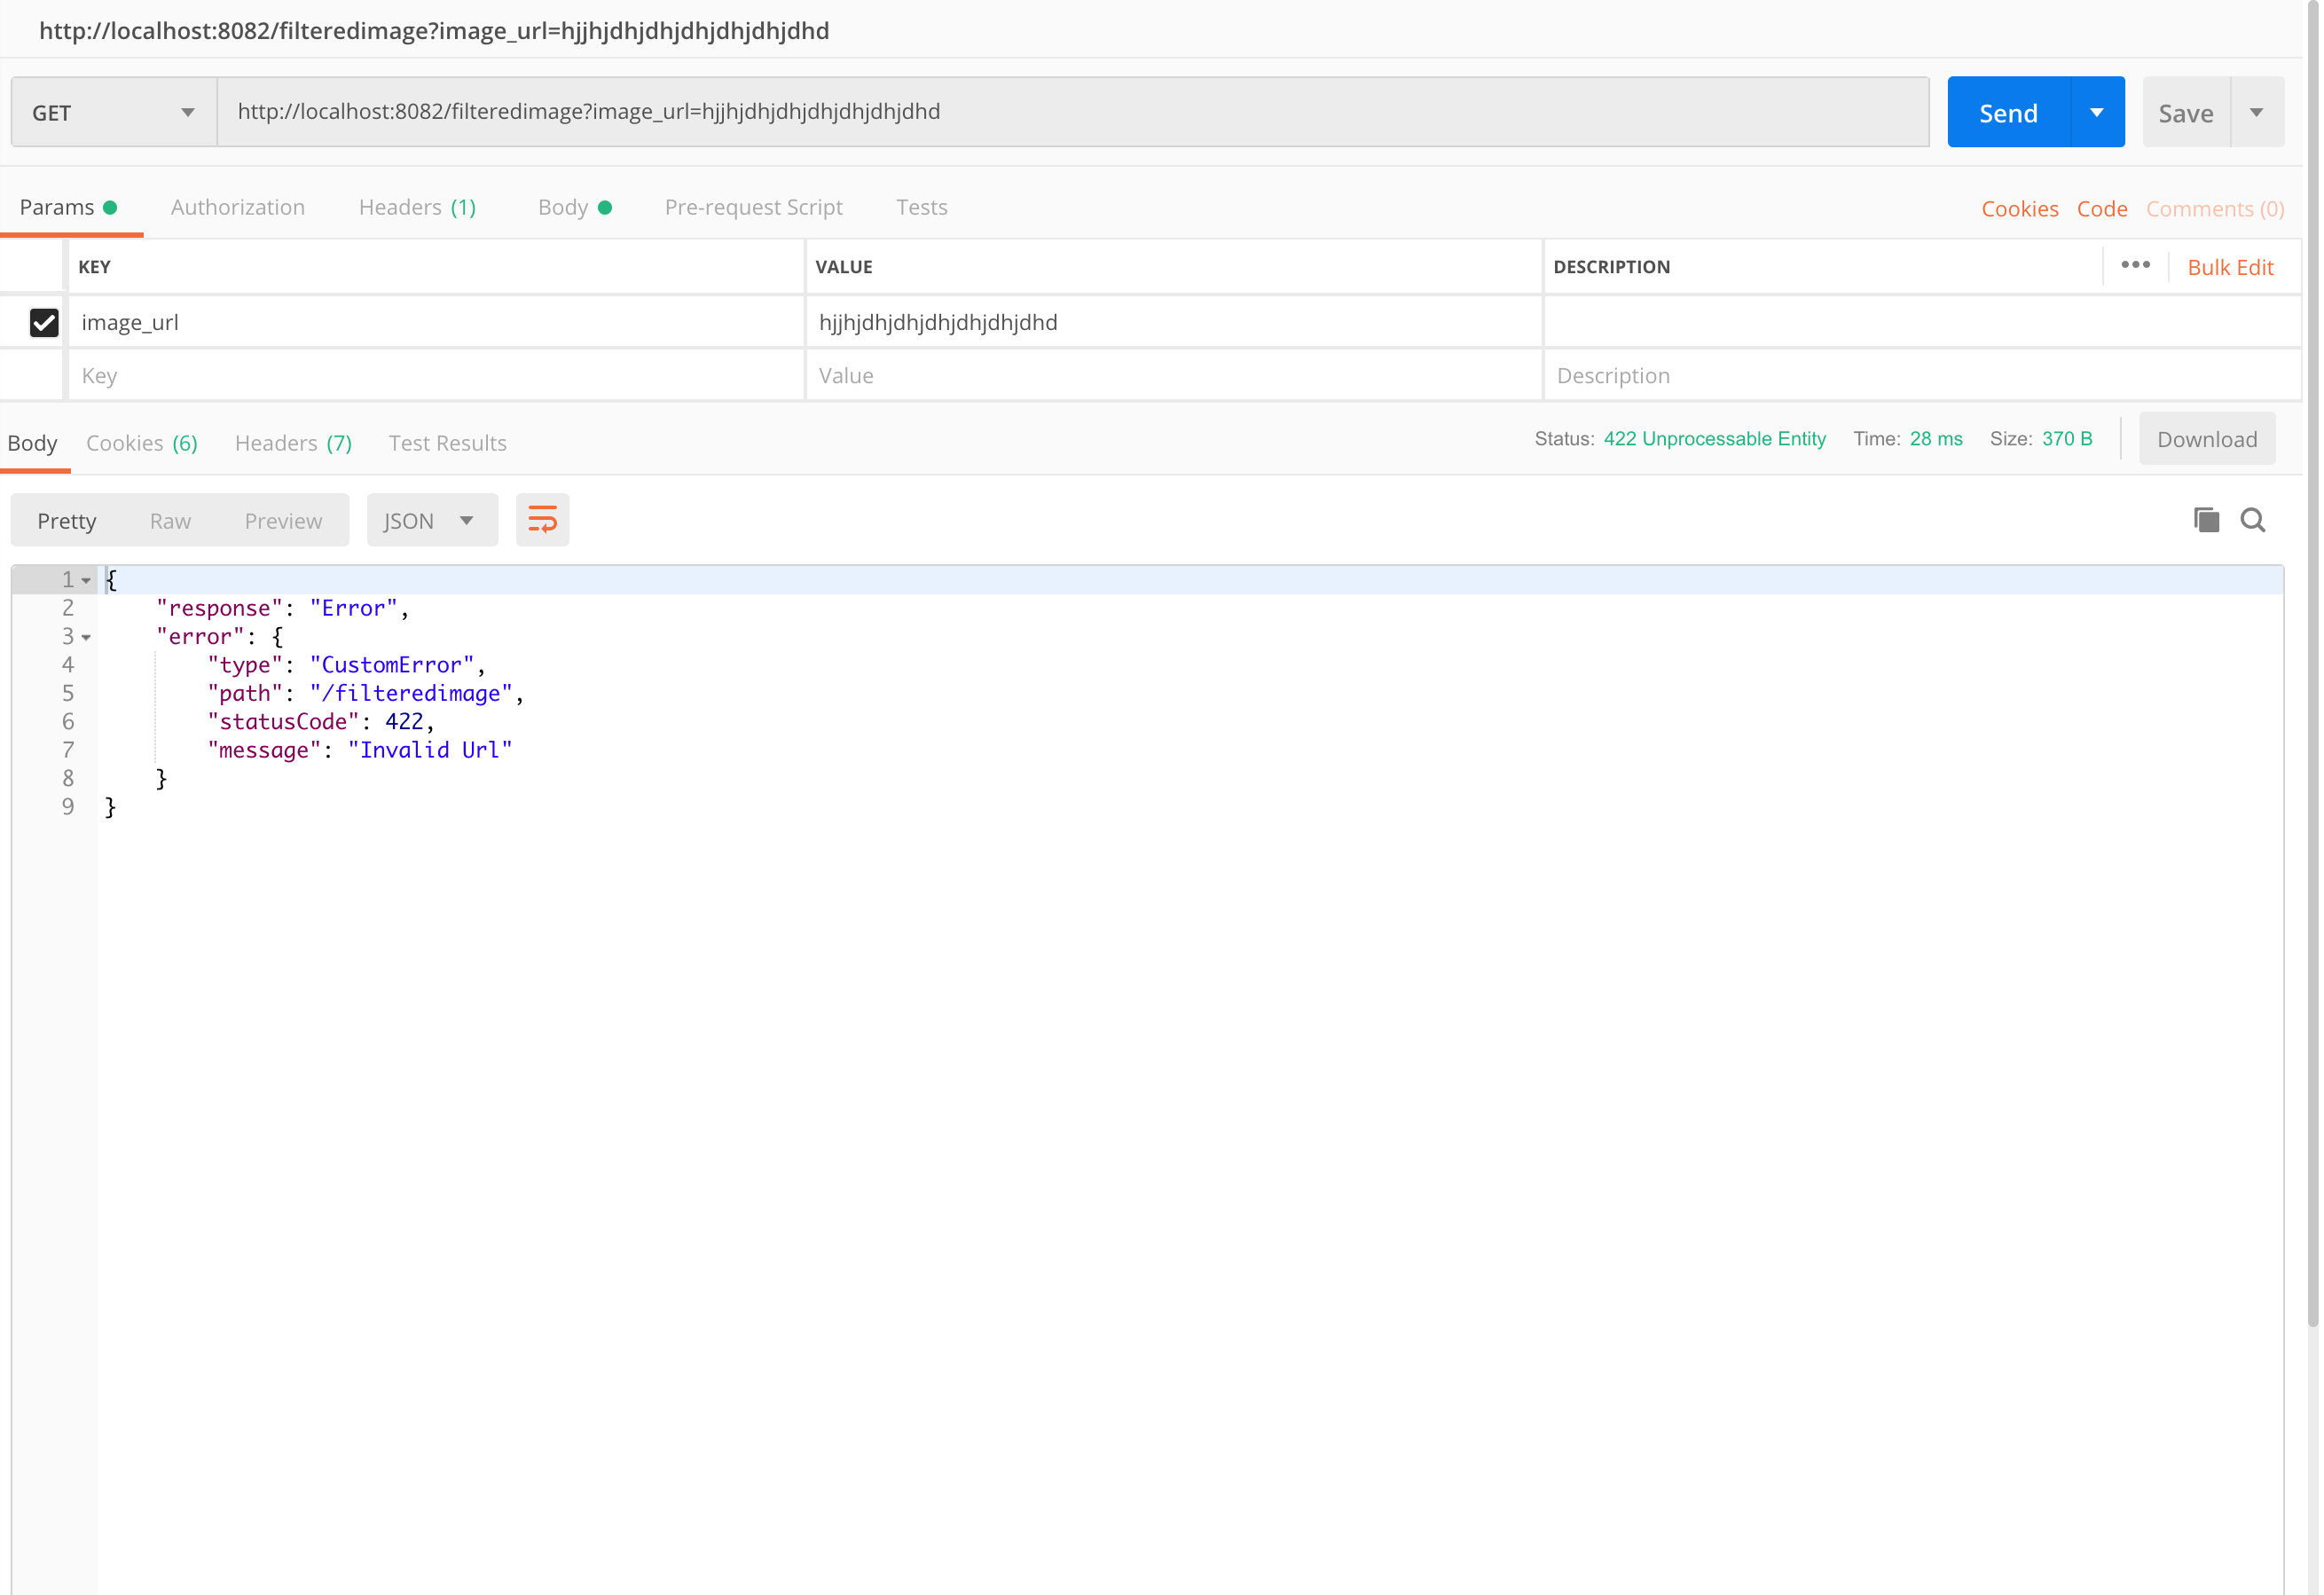 http://localhost:8082/filteredimage?image_url=hjjhjdhjdhjdhjdhjdhjdhd
GET http://localhost:8082/filteredimage?image_url=hjjhjdhjdhjdhjdhjdhjdhd Send Save
Params Authorization Headers (1) Body Pre-request Script Tests Cookies Code Comments (0)
KEY VALUE DESCRIPTION ••• Bulk Edit
image_url hjjhjdhjdhjdhjdhjdhjdhd
Key Value Description
Body Cookies (6) Headers (7) Test Results Status: 422 Unprocessable Entity Time: 28 ms Size: 370 B Download
Pretty Raw Preview JSON
1 {
2 "response": "Error",
3 "error": {
4 "type": "CustomError",
5 "path": "/filteredimage",
6 "statusCode": 422,
7 "message": "Invalid Url"
8 }
9 }